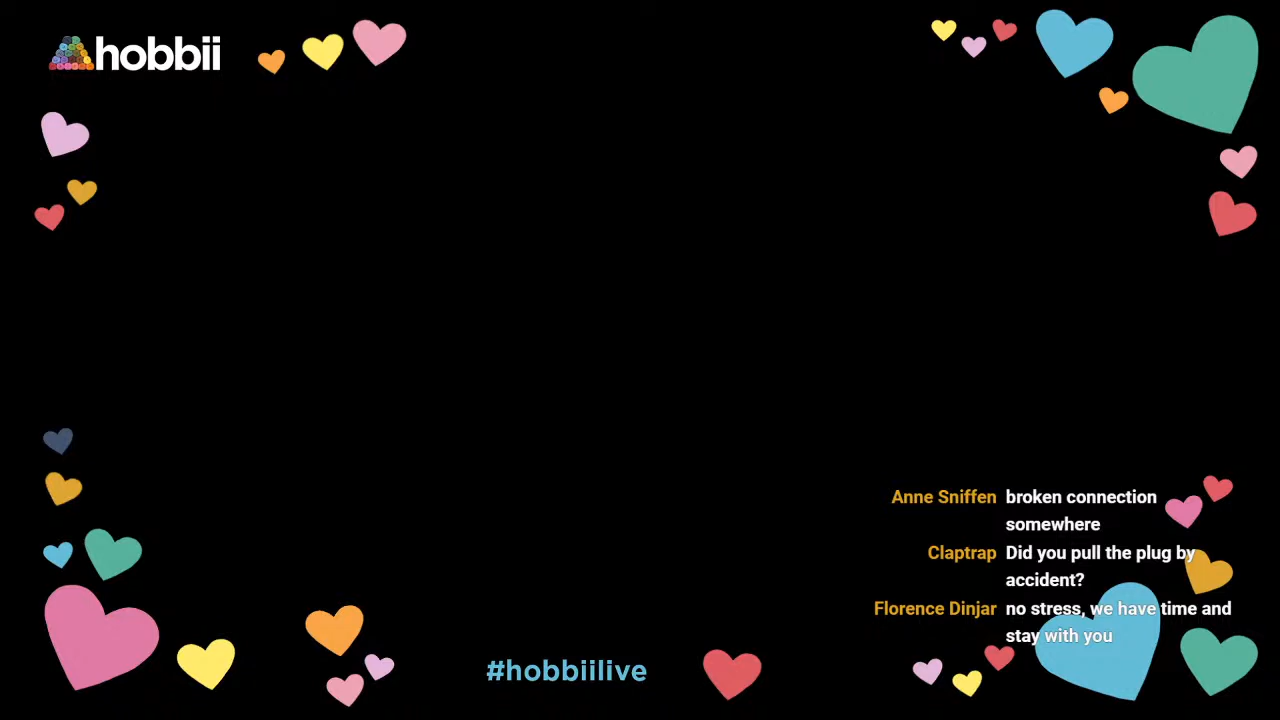 hobbii
Anne Sniffen broken connection
somewhere
Claptrap Did you pull the plug by
accident?
Florence Dinjar no stress, we have time and
stay with you
#hobbiilive